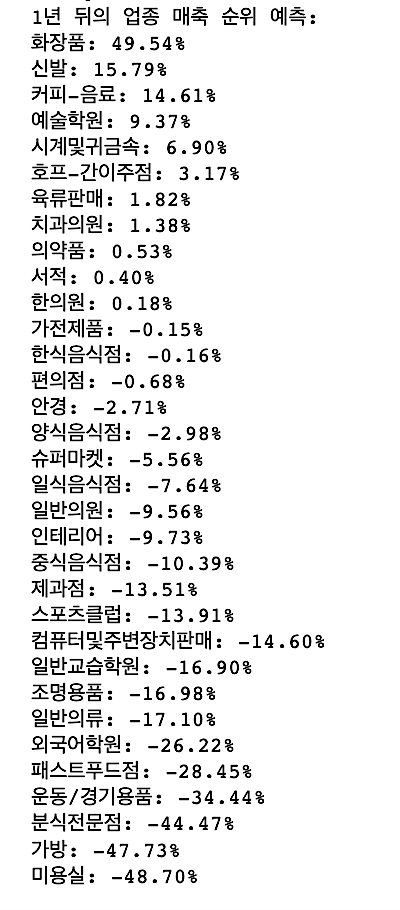 1년 뒤의 업종 매축 순위 예측:
화장품: 49.54%
신발: 15.79%
커피-음료: 14.61%
예술학원: 9.37%
시계및귀금속: 6.90%
호프-간이주점: 3.17%
육류판매: 1.82%
치과의원: 1.38%
의약품: 0.53%
서적: 0.40%
한의원: 0.18%
가전제품: -0.15%
한식음식점: -0.16%
편의점: -0.68%
안경: -2.71%
양식음식점: -2.98%
슈퍼마켓: -5.56%
일식음식점: -7.64%
일반의원: -9.56%
인테리어: -9.73%
중식음식점: -10.39%
제과점: -13.51%
스포츠클럽: -13.91%
컴퓨터및주변장치판매: -14.60%
일반교습학원: -16.90%
조명용품: -16.98%
일반의류: -17.10%
외국어학원: -26.22%
패스트푸드점: -28.45%
운동/경기용품: -34.44%
분식전문점: -44.47%
가방: -47.73%
미용실: -48.70%